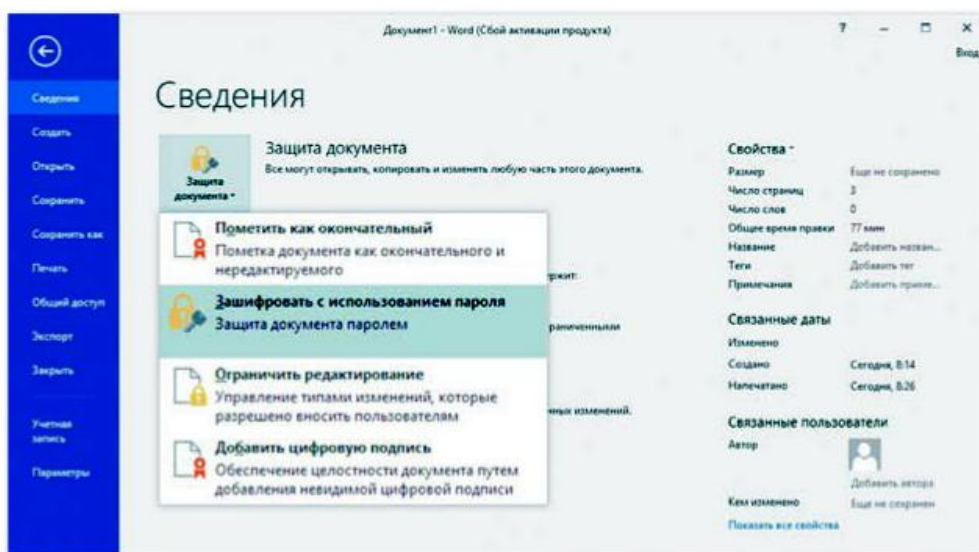 Документ1 - Word (Сбой активации продукта)
?
Вход
Сведения
Создать
Открыть
Сохранить
Сохранить как
Печать
Общий доступ
Экспорт
Закрыть
Учетная
запись
Параметры
Сведения
Защита
документа
Защита документа
Все могут открывать, копировать и изменять любую часть этого документа.
Пометить как окончательный
Пометка документа как окончательного и
нередактируемого
Зашифровать с использованием пароля
Защита документа паролем
Ограничить редактирование
Управление типами изменений, которые
разрешено вносить пользователям
Добавить цифровую подпись
Обеспечение целостности документа путем
добавления невидимой цифровой подписи
ержит:
раниченными
нных изменений.
Свойства
Размер Еще не сохранено
Число страниц 3
Число слов 0
Общее время правки 77 мин
Название Добавить назван...
Теги Добавить тег
Примечания Добавить приме...
Связанные даты
Изменено
Создано Сегодня, 8:14
Напечатано Сегодня, 8:26
Связанные пользователи
Автор
Добавить автора
Кем изменено Еще не сохранен
Показать все свойства